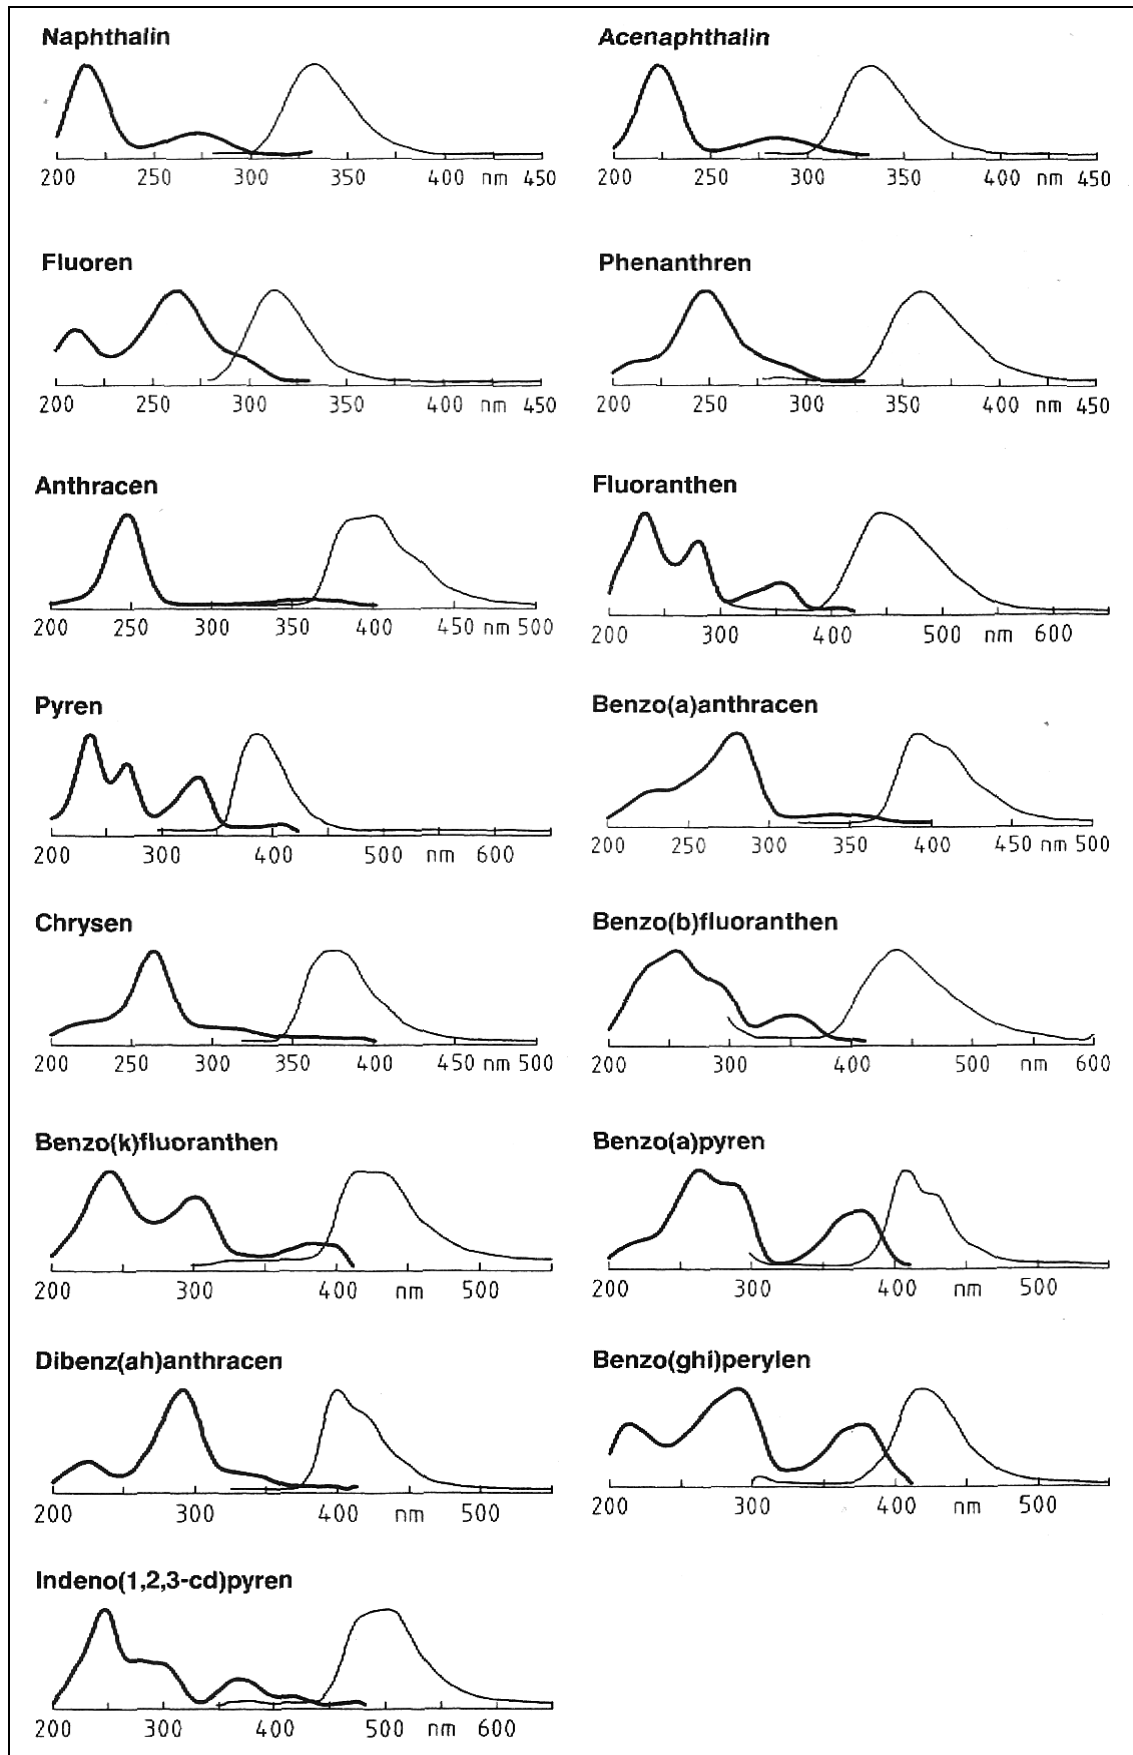 Naphthalin
200 250 300 350 400 nm 450
Acenaphthalin
200 250 300 350 400 nm 450
Fluoren
200 250 300 350 400 nm 450
Phenanthren
200 250 300 350 400 nm 450
Anthracen
200 250 300 350 400 450 nm 500
Fluoranthen
200 300 400 500 nm 600
Pyren
200 300 400 500 nm 600
Benzo(a)anthracen
200 250 300 350 400 450 nm 500
Chrysen
200 250 300 350 400 450 nm 500
Benzo(b)fluoranthen
200 300 400 500 nm 600
Benzo(k)fluoranthen
200 300 400 nm 500
Benzo(a)pyren
200 300 400 nm 500
Dibenz(ah)anthracen
200 300 400 nm 500
Benzo(ghi)perylen
200 300 400 nm 500
Indeno(1,2,3-cd)pyren
200 300 400 500 nm 600